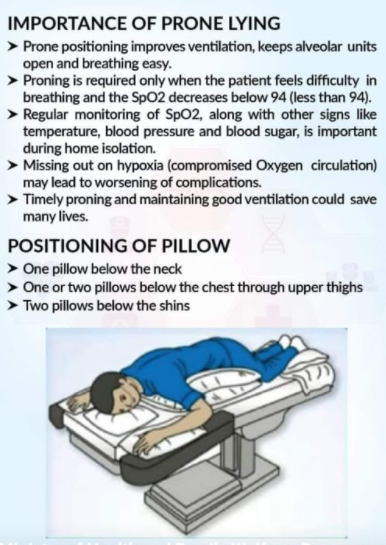 IMPORTANCE OF PRONE LYING
➤ Prone positioning improves ventilation, keeps alveolar units
open and breathing easy.
➤ Proning is required only when the patient feels difficulty in
breathing and the SpO2 decreases below 94 (less than 94).
➤ Regular monitoring of SpO2, along with other signs like
temperature, blood pressure and blood sugar, is important
during home isolation.
➤ Missing out on hypoxia (compromised Oxygen circulation)
may lead to worsening of complications.
➤ Timely proning and maintaining good ventilation could save
many lives.
POSITIONING OF PILLOW
➤ One pillow below the neck
➤ One or two pillows below the chest through upper thighs
➤ Two pillows below the shins